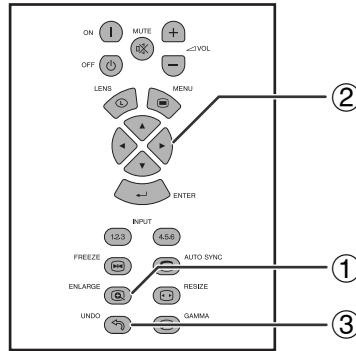 ON MUTE + VOL
OFF −
LENS MENU
L
ENTER
INPUT
1,2,3 4,5,6
FREEZE AUTO SYNC
ENLARGE RESIZE
UNDO GAMMA
②
①
③